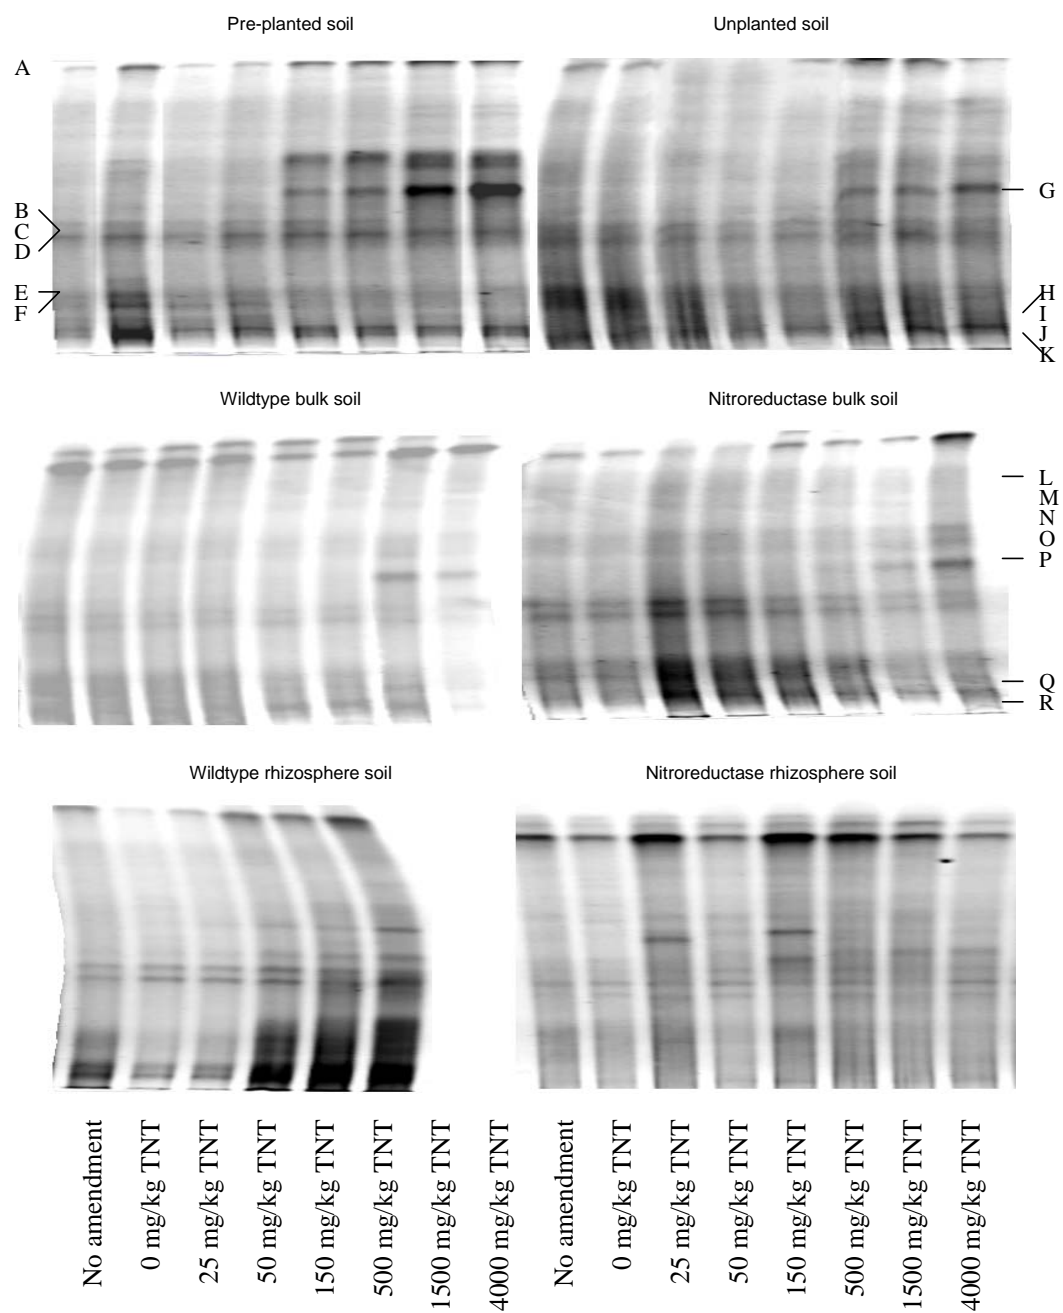 Pre-planted soil
Unplanted soil
A
B
C
D
E
F
G
H
I
J
K
Wildtype bulk soil
Nitroreductase bulk soil
L
M
N
O
P
Q
R
Wildtype rhizosphere soil
Nitroreductase rhizosphere soil
No amendment
0 mg/kg TNT
25 mg/kg TNT
50 mg/kg TNT
150 mg/kg TNT
500 mg/kg TNT
1500 mg/kg TNT
4000 mg/kg TNT
No amendment
0 mg/kg TNT
25 mg/kg TNT
50 mg/kg TNT
150 mg/kg TNT
500 mg/kg TNT
1500 mg/kg TNT
4000 mg/kg TNT